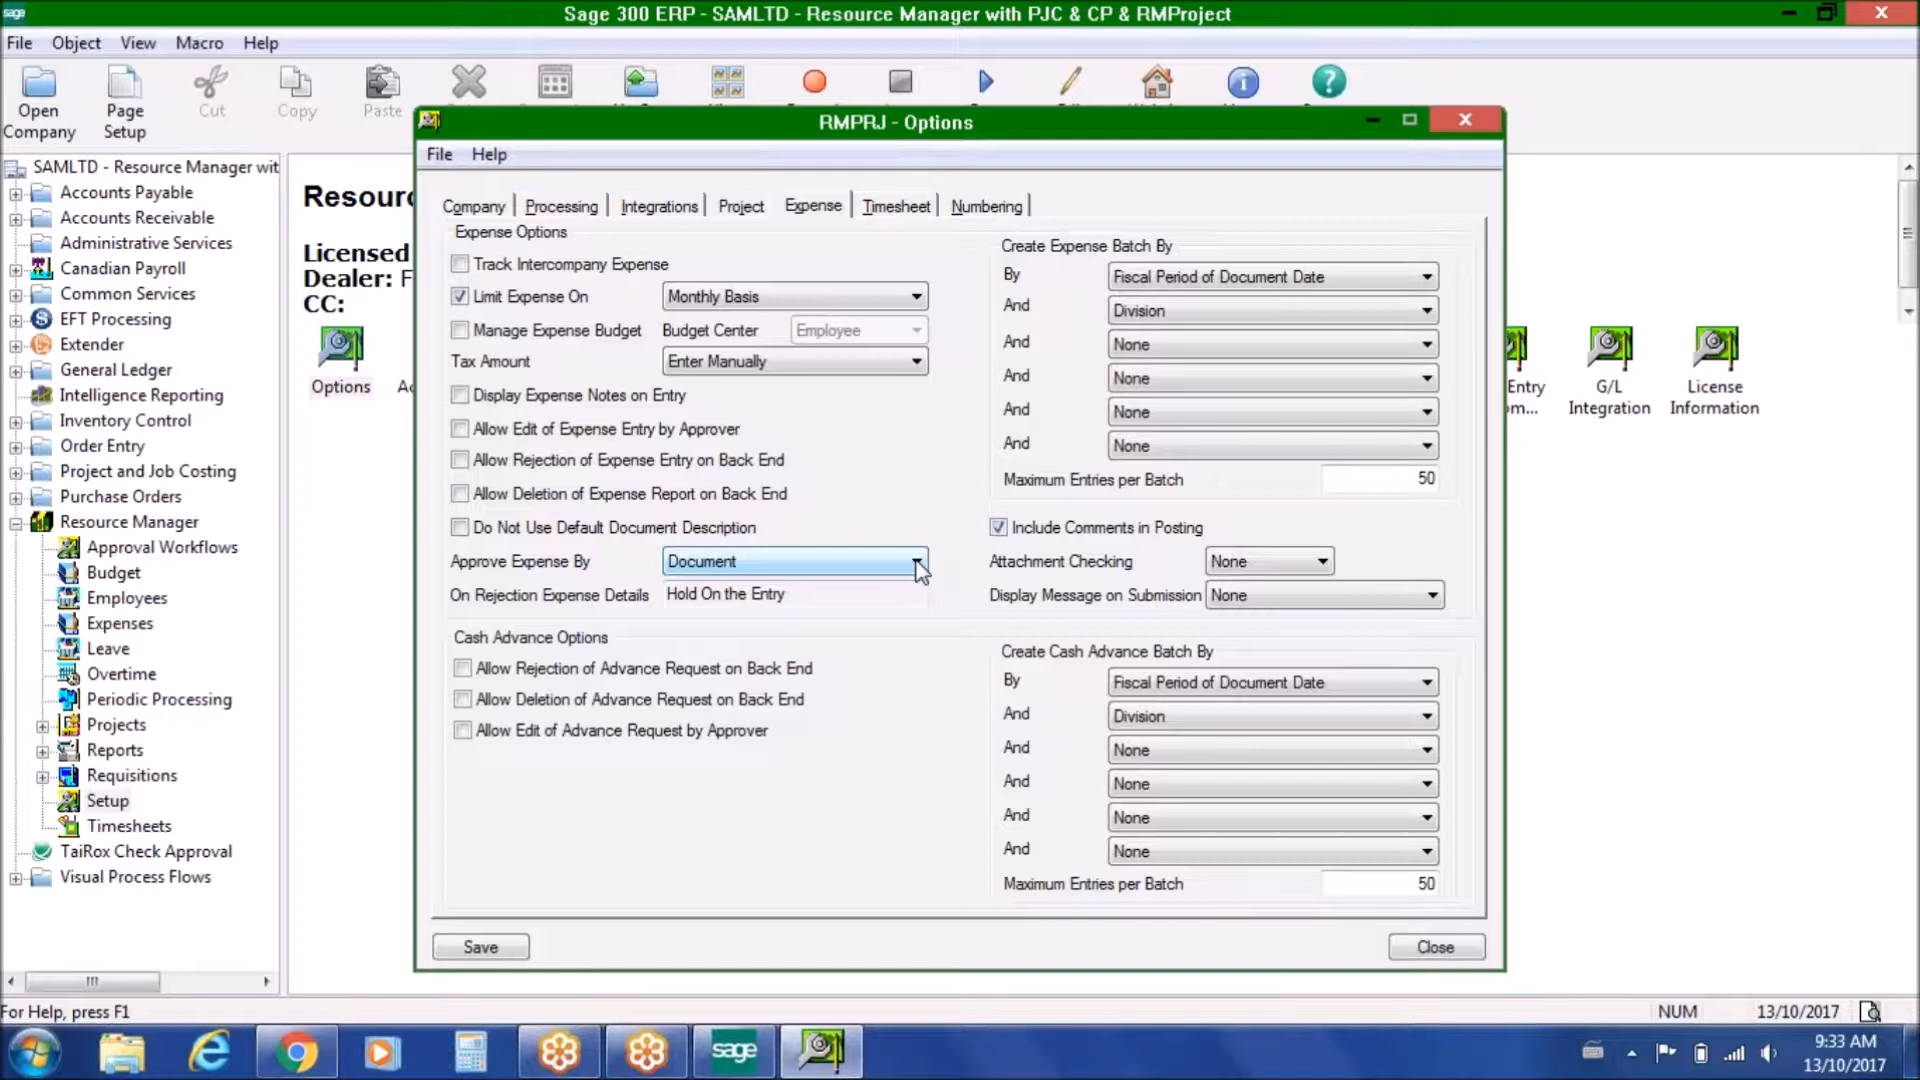 sage
Sage 300 ERP - SAMLTD - Resource Manager with PJC & CP & RMProject
File Object View Macro Help
Open Company
Page Setup
Cut
Copy
Paste
RMPRJ - Options
File Help
SAMLTD - Resource Manager wit
Accounts Payable
Accounts Receivable
Administrative Services
Canadian Payroll
Common Services
EFT Processing
Extender
General Ledger
Intelligence Reporting
Inventory Control
Order Entry
Project and Job Costing
Purchase Orders
Resource Manager
Approval Workflows
Budget
Employees
Expenses
Leave
Overtime
Periodic Processing
Projects
Reports
Requisitions
Setup
Timesheets
TaiRox Check Approval
Visual Process Flows
Licensed
Dealer: F
CC:
Options
Entry
G/L
Integration
License
Information
Company Processing Integrations Project Expense Timesheet Numbering
Expense Options
Track Intercompany Expense
Limit Expense On Monthly Basis
Manage Expense Budget Budget Center Employee
Tax Amount Enter Manually
Display Expense Notes on Entry
Allow Edit of Expense Entry by Approver
Allow Rejection of Expense Entry on Back End
Allow Deletion of Expense Report on Back End
Do Not Use Default Document Description
Approve Expense By Document
On Rejection Expense Details Hold On the Entry
Create Expense Batch By
By Fiscal Period of Document Date
And Division
And None
And None
And None
And None
Maximum Entries per Batch 50
Include Comments in Posting
Attachment Checking None
Display Message on Submission None
Cash Advance Options
Allow Rejection of Advance Request on Back End
Allow Deletion of Advance Request on Back End
Allow Edit of Advance Request by Approver
Create Cash Advance Batch By
By Fiscal Period of Document Date
And Division
And None
And None
And None
And None
Maximum Entries per Batch 50
Save Close
For Help, press F1
NUM 13/10/2017
sage
9:33 AM
13/10/2017